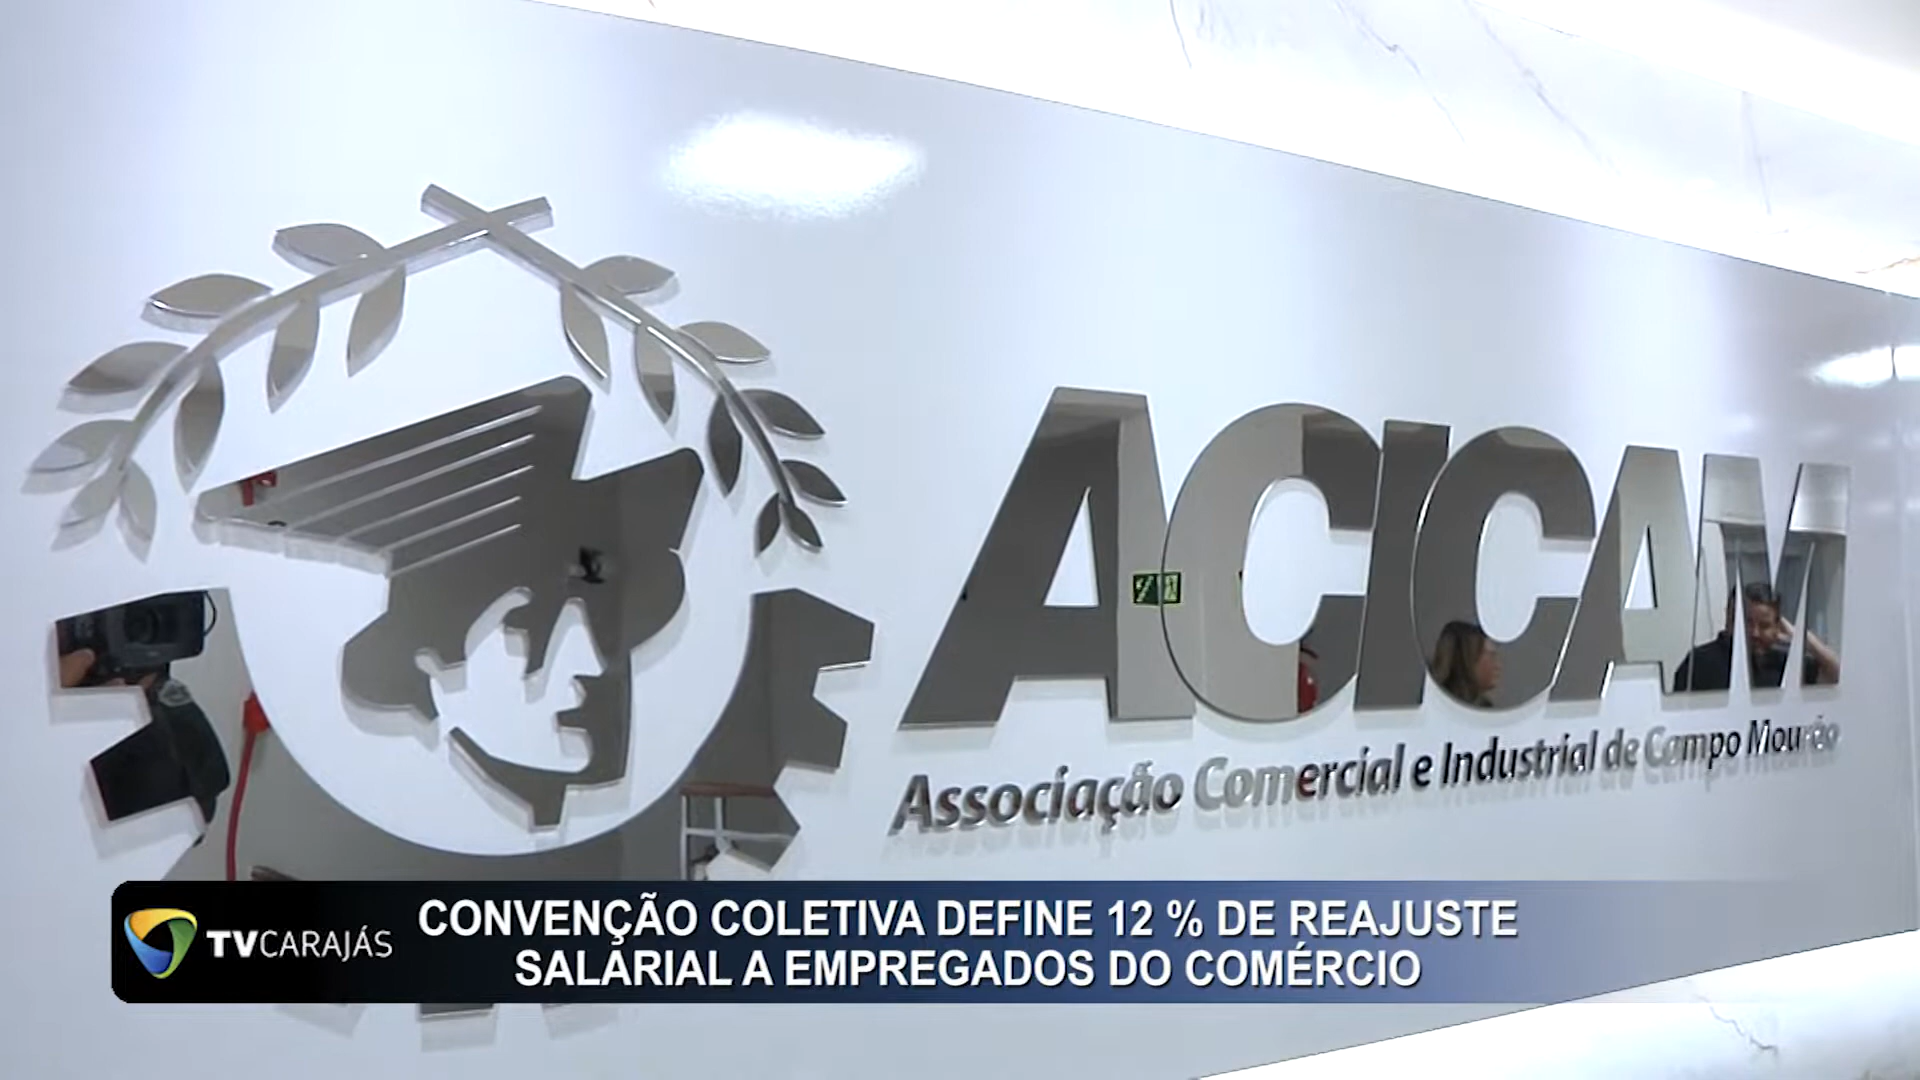 ACICAM
Associação Comercial e Industrial de Campo Mourão
TVCARAJÁS
CONVENÇÃO COLETIVA DEFINE 12 % DE REAJUSTE
SALARIAL A EMPREGADOS DO COMÉRCIO